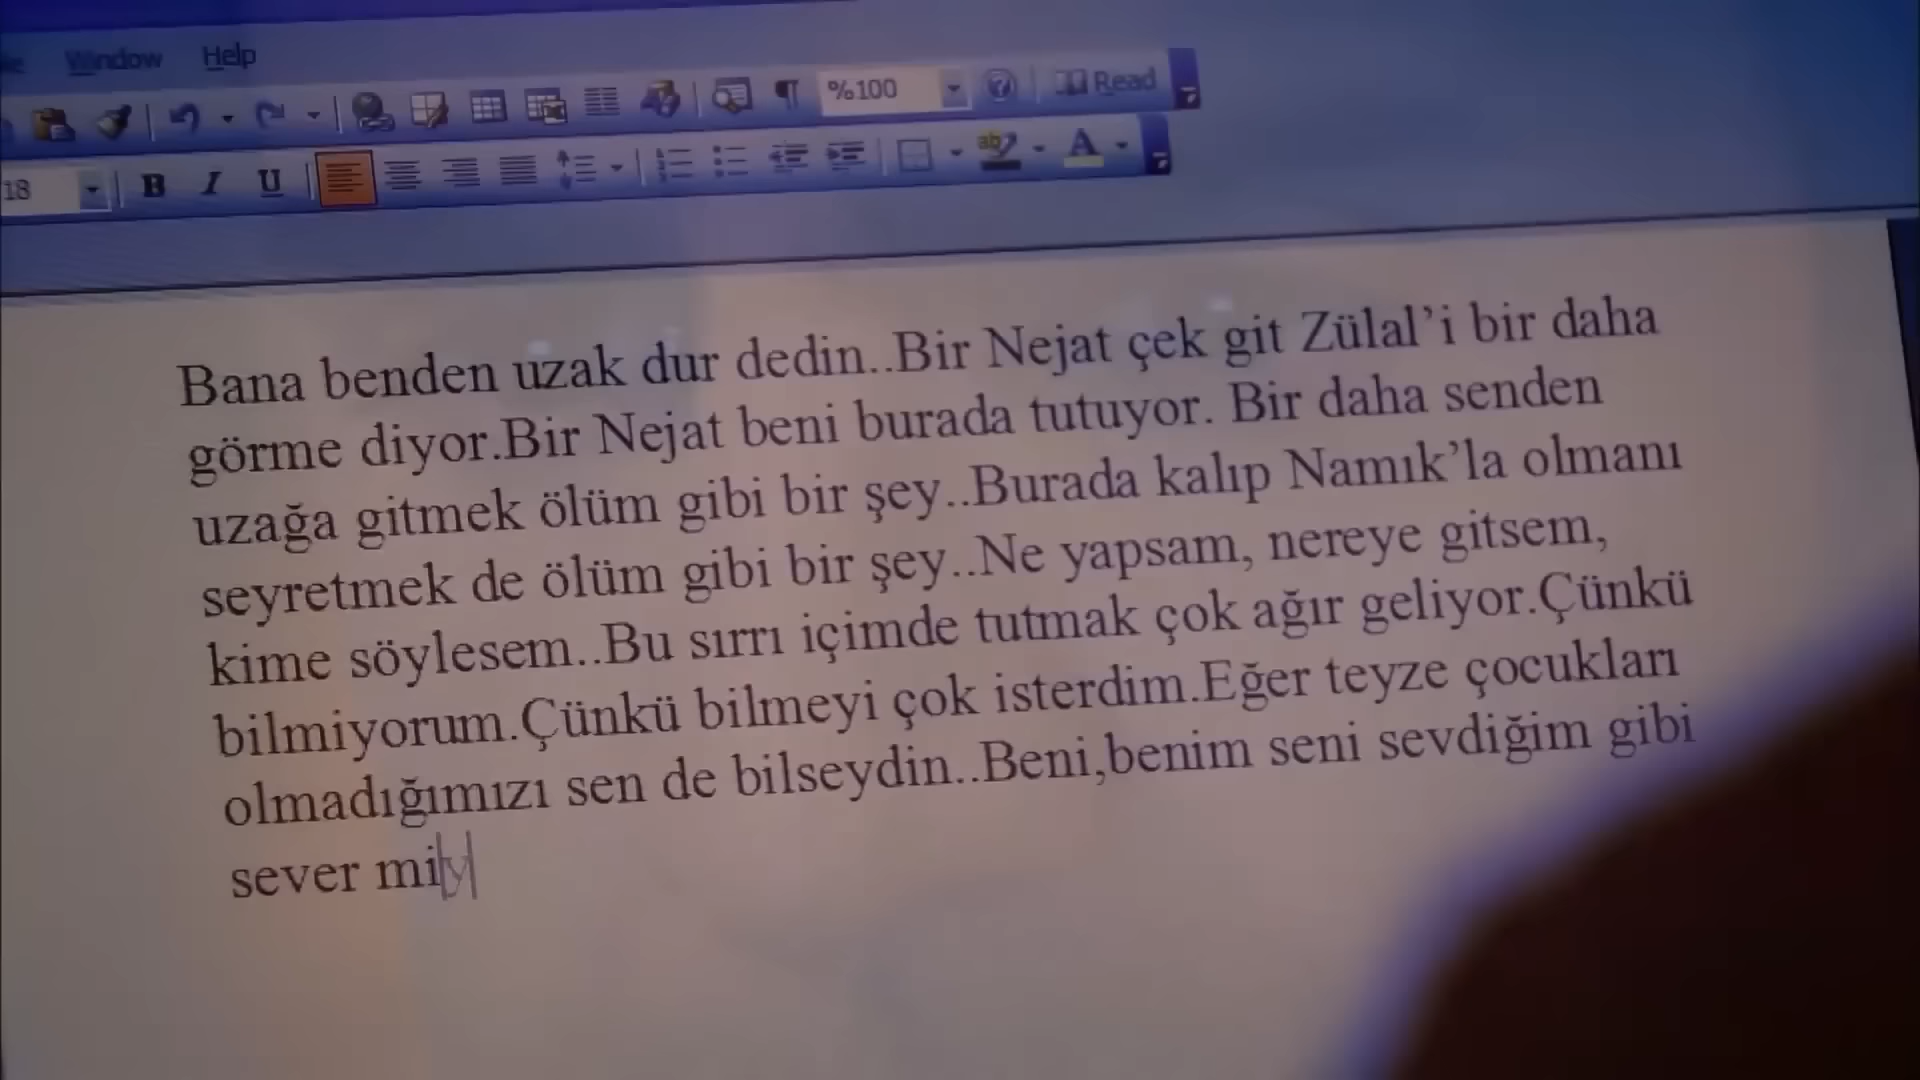 Window Help
%100 Read
18 B I U
Bana benden uzak dur dedin..Bir Nejat çek git Zülal’i bir daha
görme diyor.Bir Nejat beni burada tutuyor. Bir daha senden
uzağa gitmek ölüm gibi bir şey..Burada kalıp Namık’la olmanı
seyretmek de ölüm gibi bir şey..Ne yapsam, nereye gitsem,
kime söylesem..Bu sırrı içimde tutmak çok ağır geliyor.Çünkü
bilmiyorum.Çünkü bilmeyi çok isterdim.Eğer teyze çocukları
olmadığımızı sen de bilseydin..Beni,benim seni sevdiğim gibi
sever miy